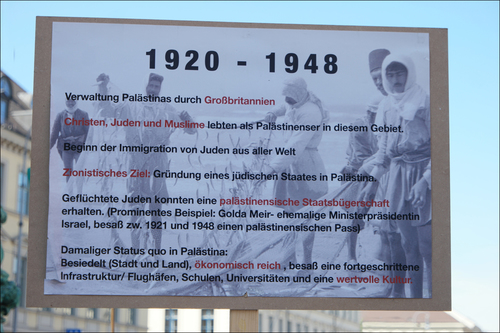 1920 - 1948
Verwaltung Palästinas durch Großbritannien
Christen, Juden und Muslime lebten als Palästinenser in diesem Gebiet.
Beginn der Immigration von Juden aus aller Welt
Zionistisches Ziel: Gründung eines jüdischen Staates in Palästina.
Geflüchtete Juden konnten eine palästinensische Staatsbügerschaft
erhalten. (Prominentes Beispiel: Golda Meir- ehemalige Ministerpräsidentin
Israel, besaß zw. 1921 und 1948 einen palästinensischen Pass)
Damaliger Status quo in Palästina:
Besiedelt (Stadt und Land), ökonomisch reich , besaß eine fortgeschrittene
Infrastruktur/ Flughäfen, Schulen, Universitäten und eine wertvolle Kultur.